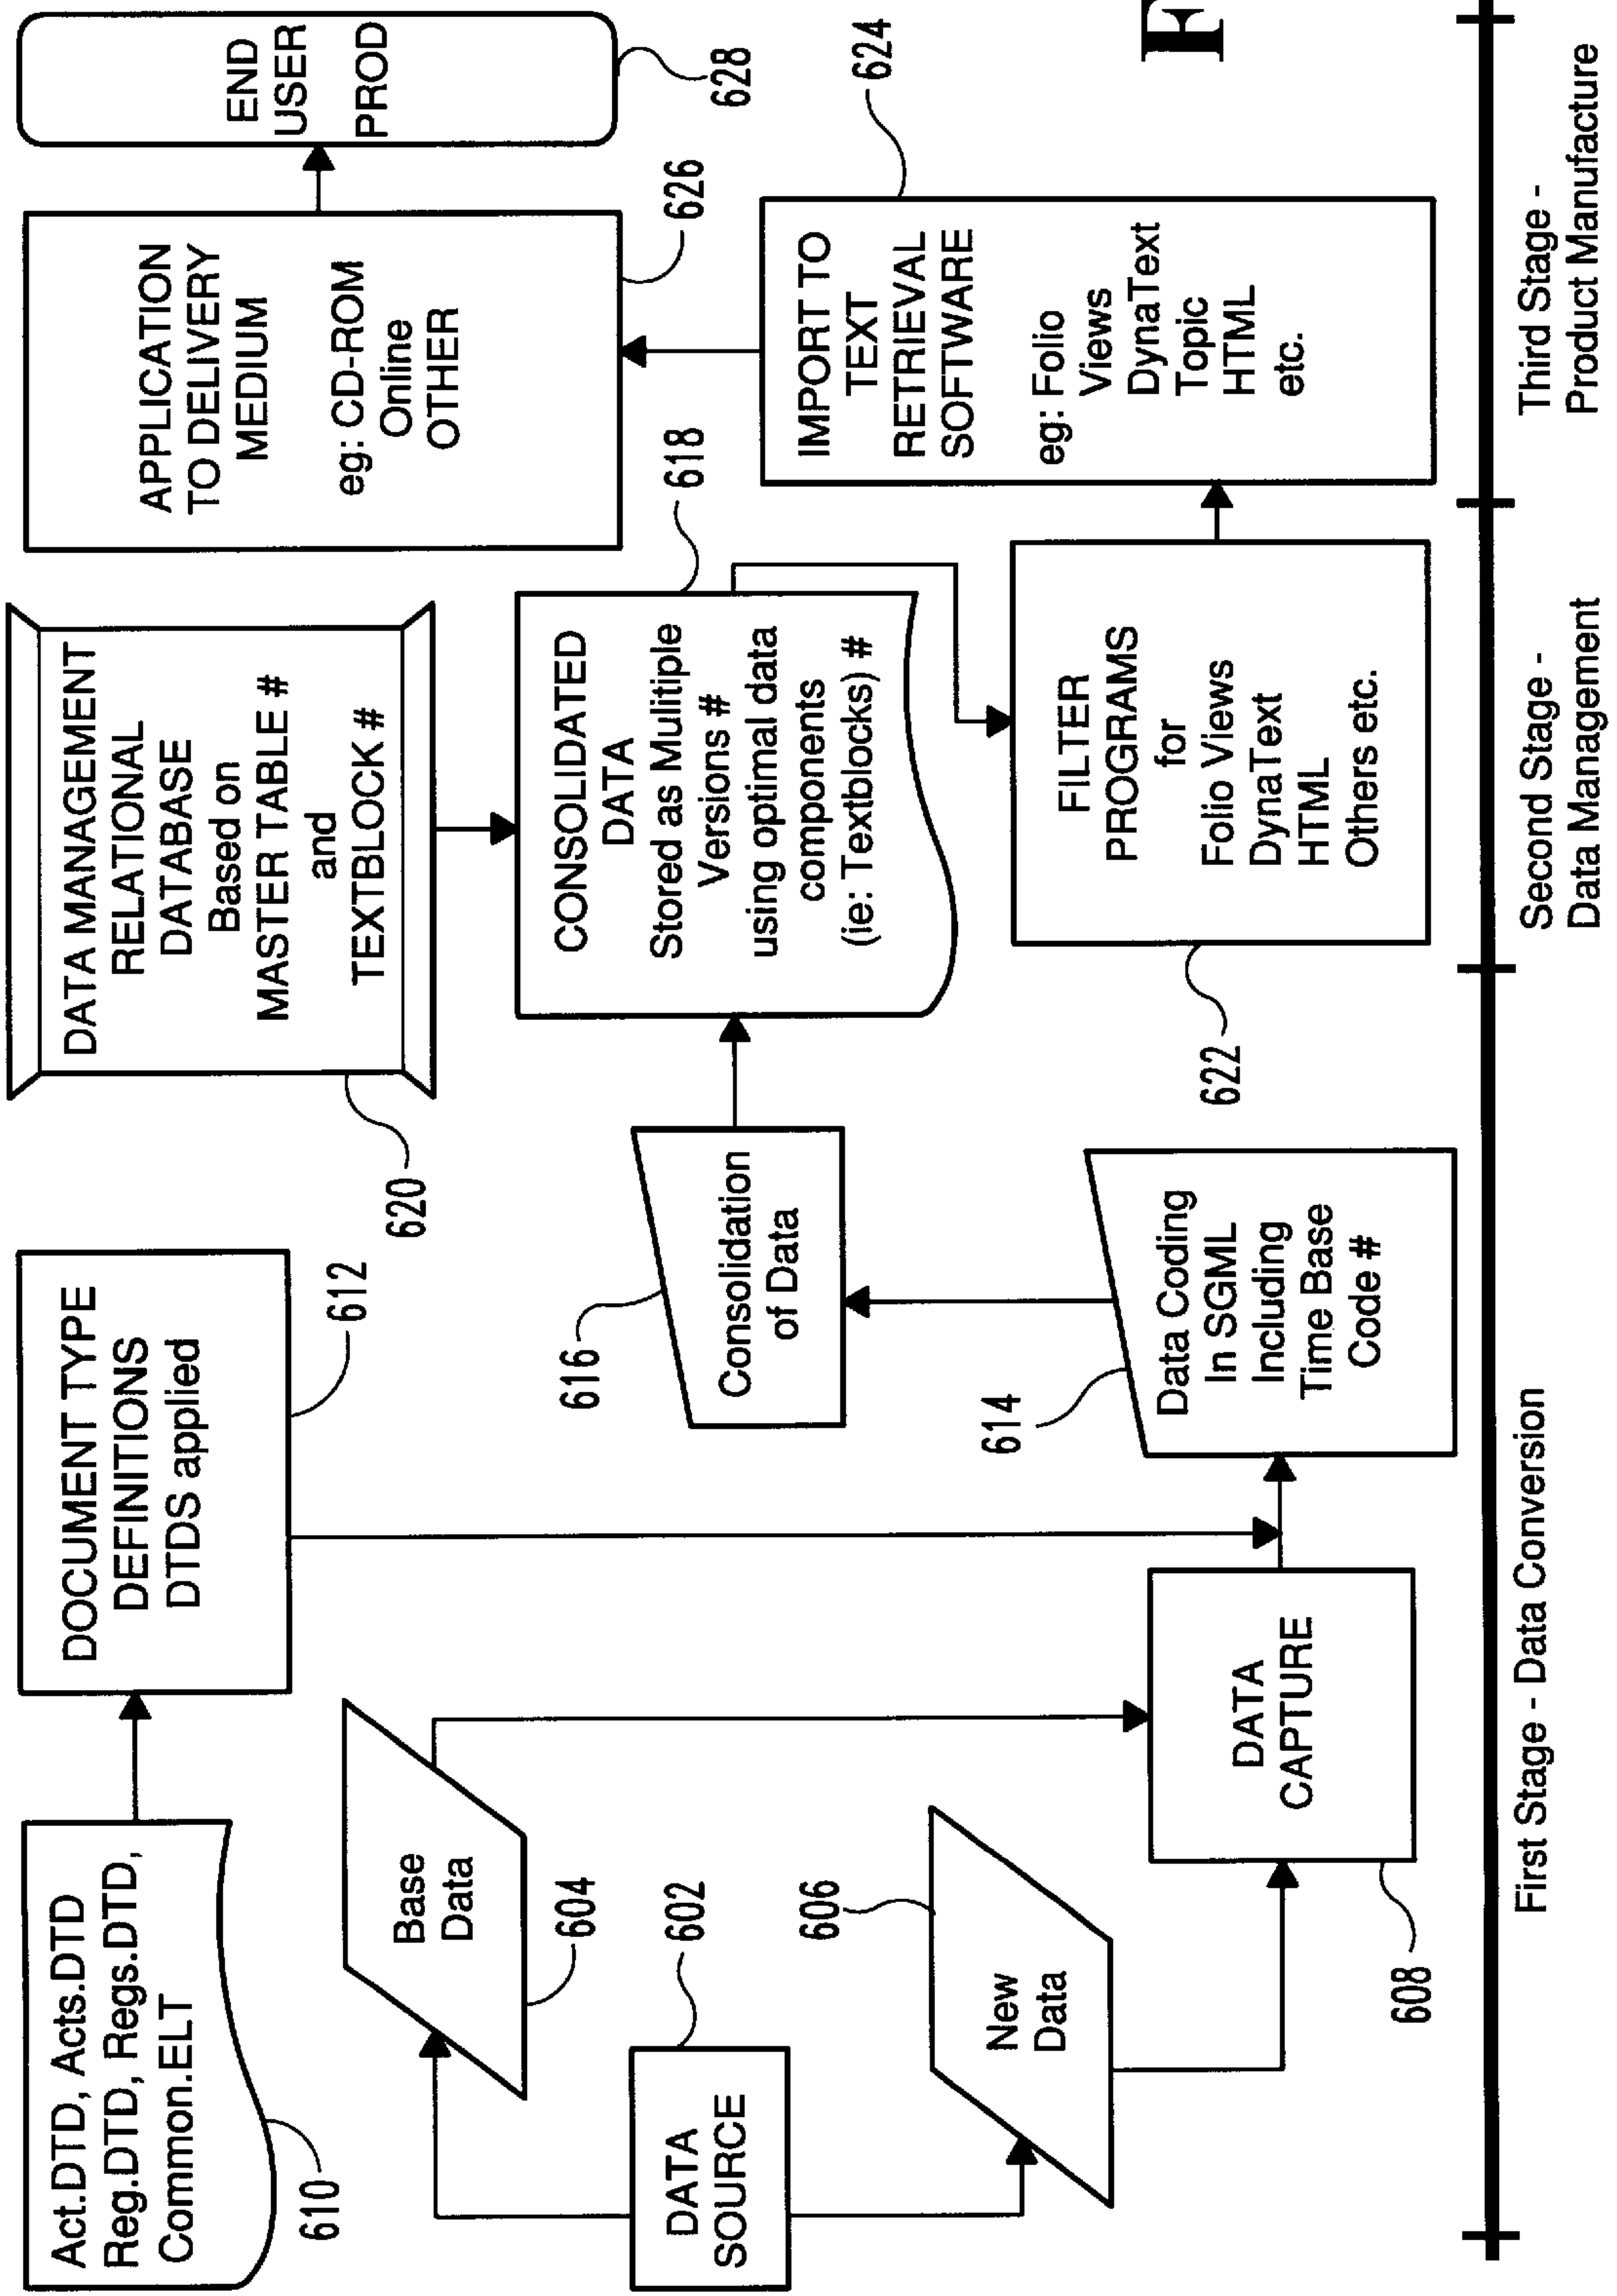 Act.DTD, Acts.DTD
Reg.DTD, Regs.DTD,
Common.ELT
610
DOCUMENT TYPE
DEFINITIONS
DTDS applied
612
DATA MANAGEMENT
RELATIONAL
DATABASE
Based on
MASTER TABLE #
and
TEXTBLOCK #
620
APPLICATION
TO DELIVERY
MEDIUM
eg: CD-ROM
Online
OTHER
626
END
USER
PROD
628
Base
Data
604
DATA
SOURCE
602
New
Data
606
DATA
CAPTURE
608
Data Coding
In SGML
Including
Time Base
Code #
614
Consolidation
of Data
616
CONSOLIDATED
DATA
Stored as Multiple
Versions #
using optimal data
components
(ie: Textblocks) #
618
FILTER
PROGRAMS
for
Folio Views
DynaText
HTML
Others etc.
622
IMPORT TO
TEXT
RETRIEVAL
SOFTWARE
eg: Folio
Views
DynaText
Topic
HTML
etc.
624
F
First Stage - Data Conversion
Second Stage -
Data Management
Third Stage -
Product Manufacture